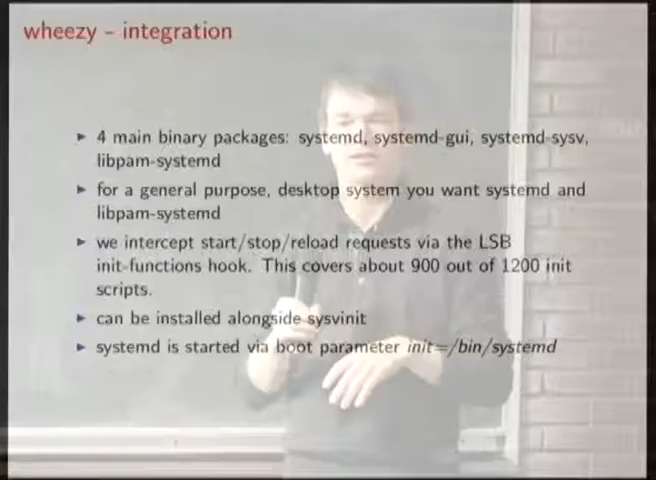 wheezy – integration
► 4 main binary packages: systemd, systemd-gui, systemd-sysv,
libpam-systemd
► for a general purpose, desktop system you want systemd and
libpam-systemd
► we intercept start/stop/reload requests via the LSB
init-functions hook. This covers about 900 out of 1200 init
scripts.
► can be installed alongside sysvinit
► systemd is started via boot parameter init=/bin/systemd